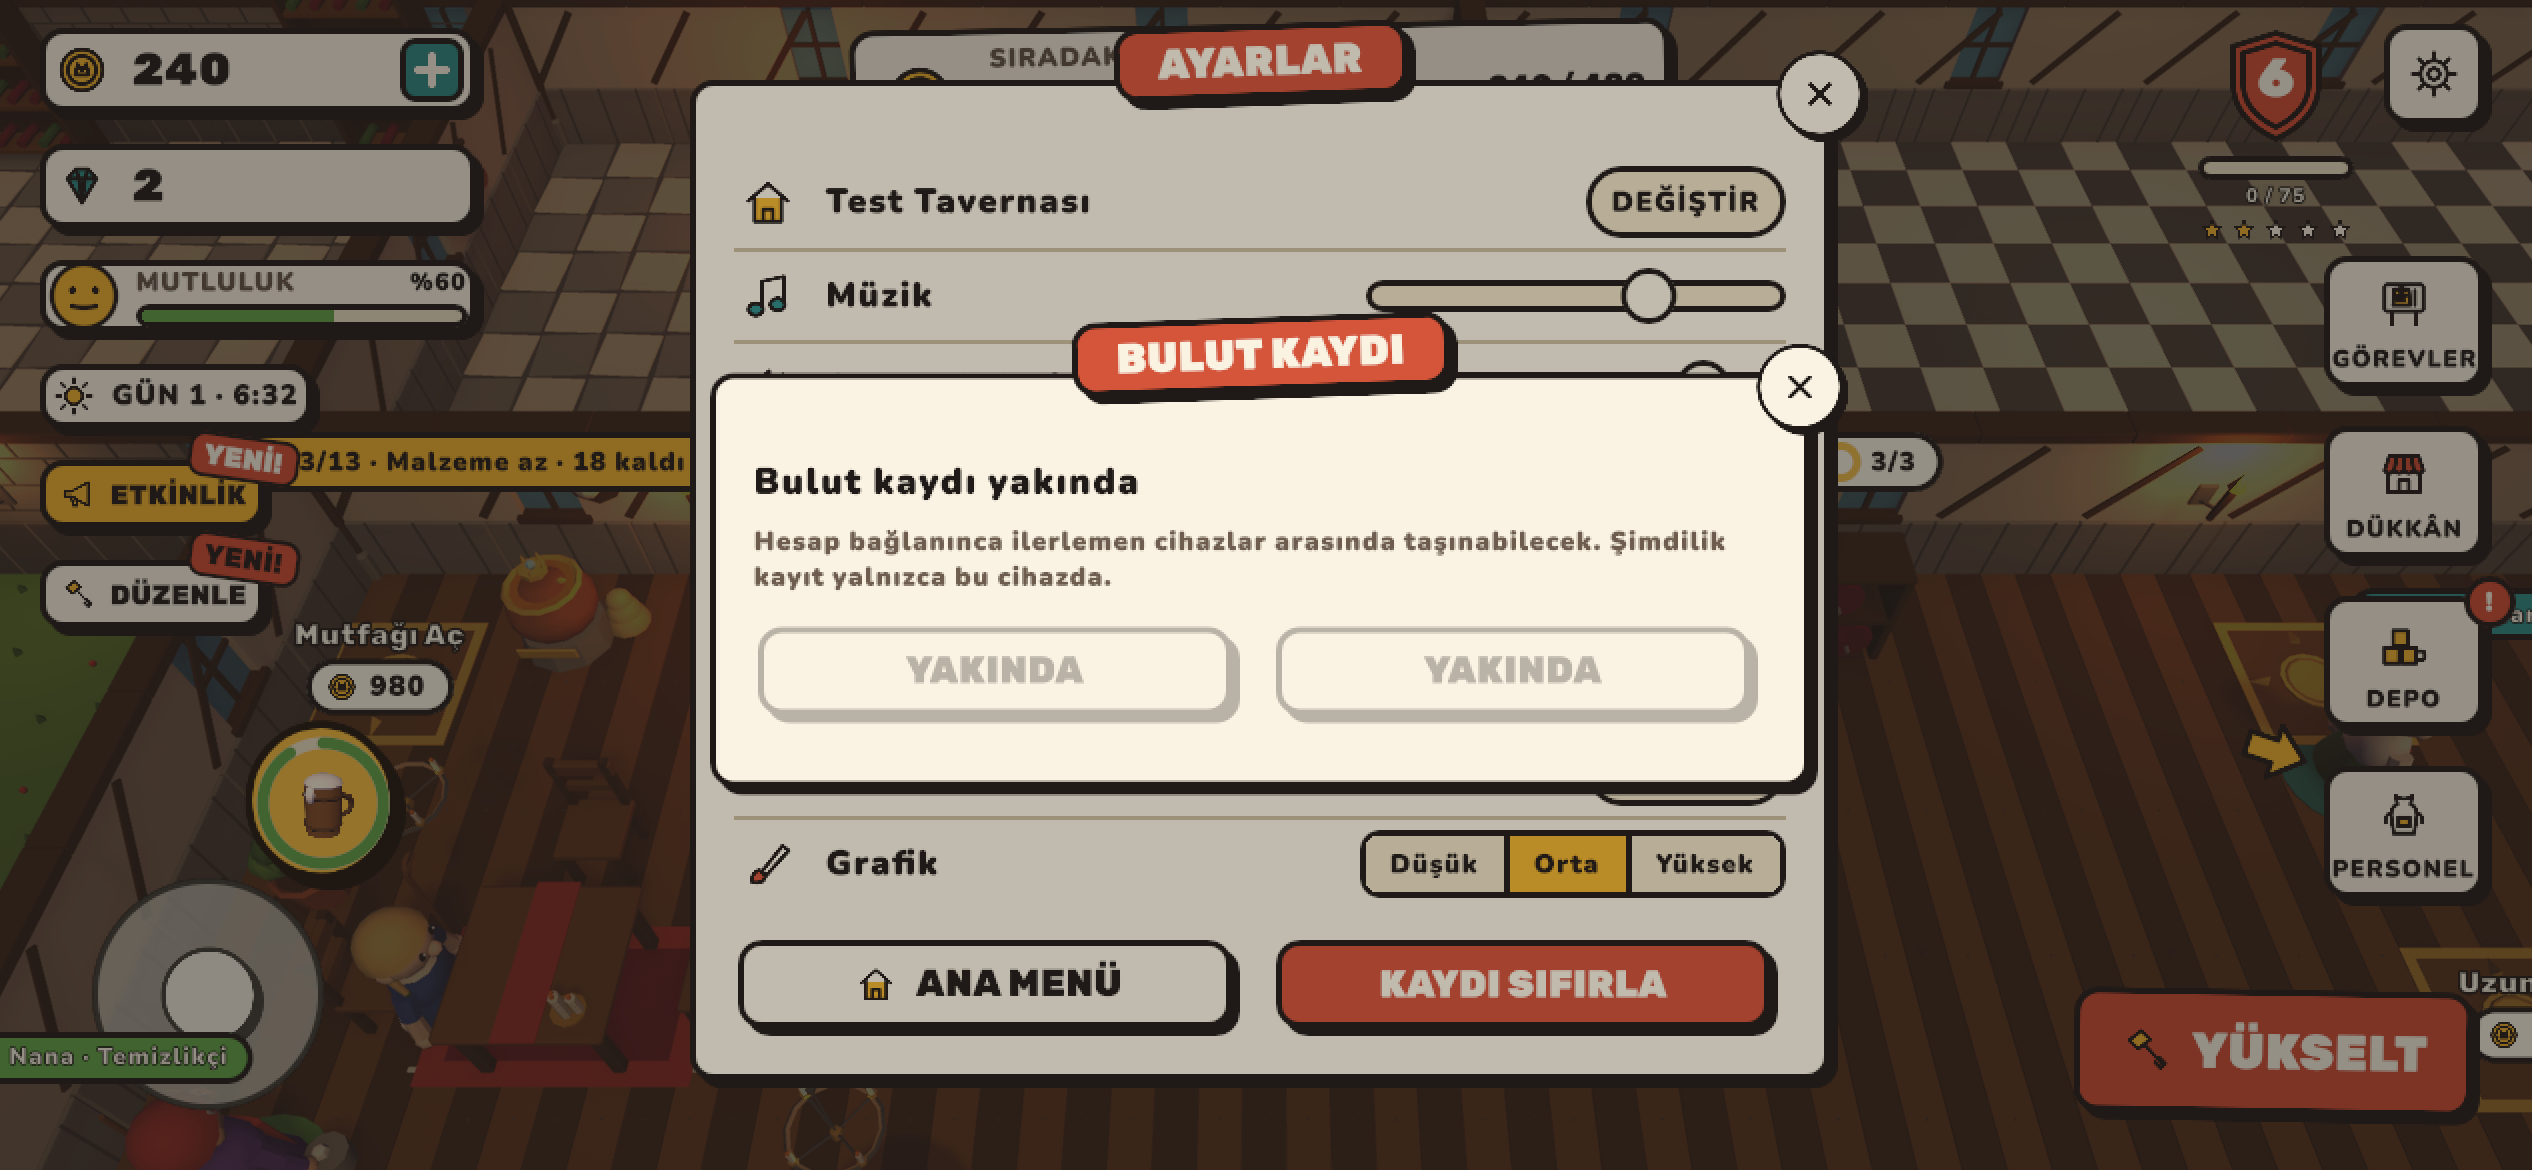 240
2
MUTLULUK
%60
GÜN 1 · 6:32
YENİ!
3/13 · Malzeme az · 18 kaldı
ETKİNLİK
YENİ!
DÜZENLE
Mutfağı Aç
980
Nana · Temizlikçi
SIRADAK
AYARLAR
Test Tavernası
DEĞİŞTİR
Müzik
BULUT KAYDI
Bulut kaydı yakında
Hesap bağlanınca ilerlemen cihazlar arasında taşınabilecek. Şimdilik
kayıt yalnızca bu cihazda.
YAKINDA
YAKINDA
Grafik
Düşük
Orta
Yüksek
ANA MENÜ
KAYDI SIFIRLA
6
0 / 75
GÖREVLER
3/3
DÜKKÂN
!
DEPO
PERSONEL
Uzun
YÜKSELT